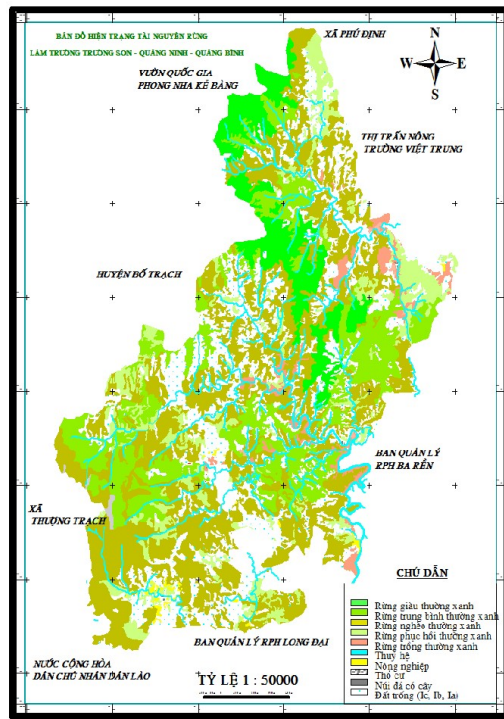 BẢN ĐỒ HIỆN TRẠNG TÀI NGUYÊN RỪNG
LÂM TRƯỜNG TRƯỜNG SƠN - QUẢNG NINH - QUẢNG BÌNH
XÃ PHÚ ĐỊNH
N
W E
S
VƯỜN QUỐC GIA
PHONG NHA KẺ BÀNG
THỊ TRẤN NÔNG
TRƯỜNG VIỆT TRUNG
HUYỆN BỐ TRẠCH
BAN QUẢN LÝ
RPH BA RỀN
XÃ
THƯỢNG TRẠCH
CHÚ DẪN
Rừng giàu thường xanh
Rừng trung bình thường xanh
Rừng nghèo thường xanh
Rừng phục hồi thường xanh
Rừng trồng thường xanh
Thuỷ hệ
Nông nghiệp
Thổ cư
Núi đá có cây
Đất trống (Ic, Ib, Ia)
BAN QUẢN LÝ RPH LONG ĐẠI
NƯỚC CỘNG HÒA
DÂN CHỦ NHÂN DÂN LÀO
TỶ LỆ 1 : 50000